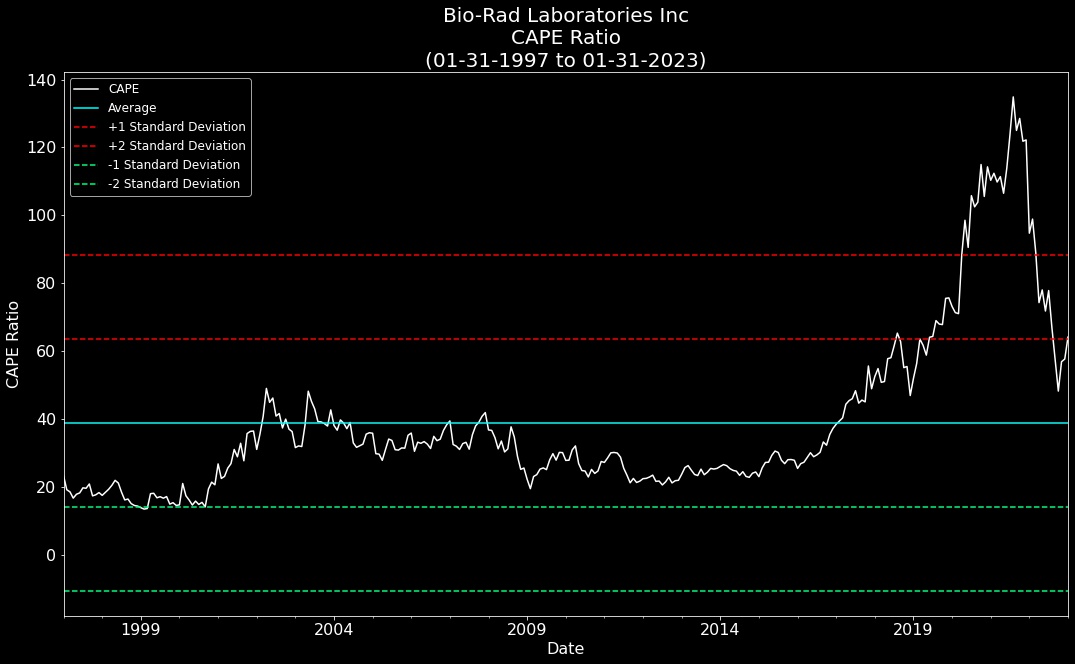 Bio-Rad Laboratories Inc
CAPE Ratio
(01-31-1997 to 01-31-2023)
CAPE
Average
+1 Standard Deviation
+2 Standard Deviation
-1 Standard Deviation
-2 Standard Deviation
140
120
100
80
60
40
20
0
CAPE Ratio
1999
2004
2009
2014
2019
Date